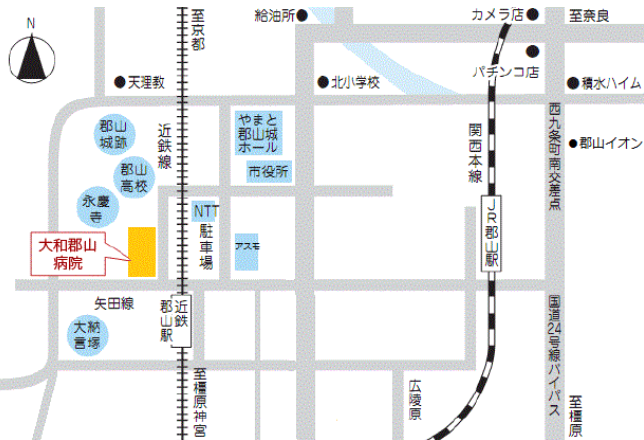 N
至京都
給油所
カメラ店
至奈良
パチンコ店
天理教
北小学校
積水ハイム
郡山
城跡
近鉄線
やまと
郡山城
ホール
関西本線
西九条町南交差点
郡山イオン
郡山
高校
市役所
永慶
寺
NTT
駐車場
アスモ
JR郡山駅
大和郡山
病院
矢田線
近鉄
郡山駅
国道24号線バイパス
大納
言塚
至橿原神宮
広陵原
至橿原